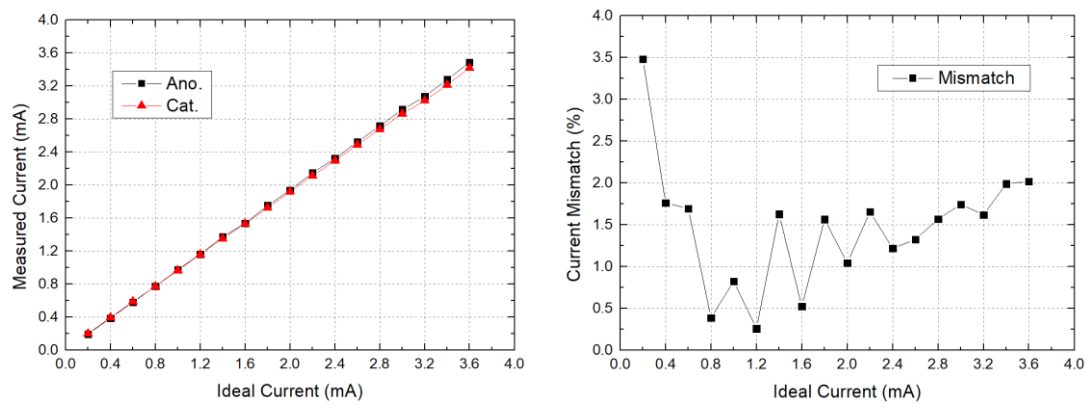 3.6
3.2
2.8
2.4
2.0
1.6
1.2
0.8
0.4
0.0
Measured Current (mA)
Ano.
Cat.
0.0 0.4 0.8 1.2 1.6 2.0 2.4 2.8 3.2 3.6 4.0
Ideal Current (mA)
4.0
3.5
3.0
2.5
2.0
1.5
1.0
0.5
0.0
Current Mismatch (%)
Mismatch
0.0 0.4 0.8 1.2 1.6 2.0 2.4 2.8 3.2 3.6 4.0
Ideal Current (mA)